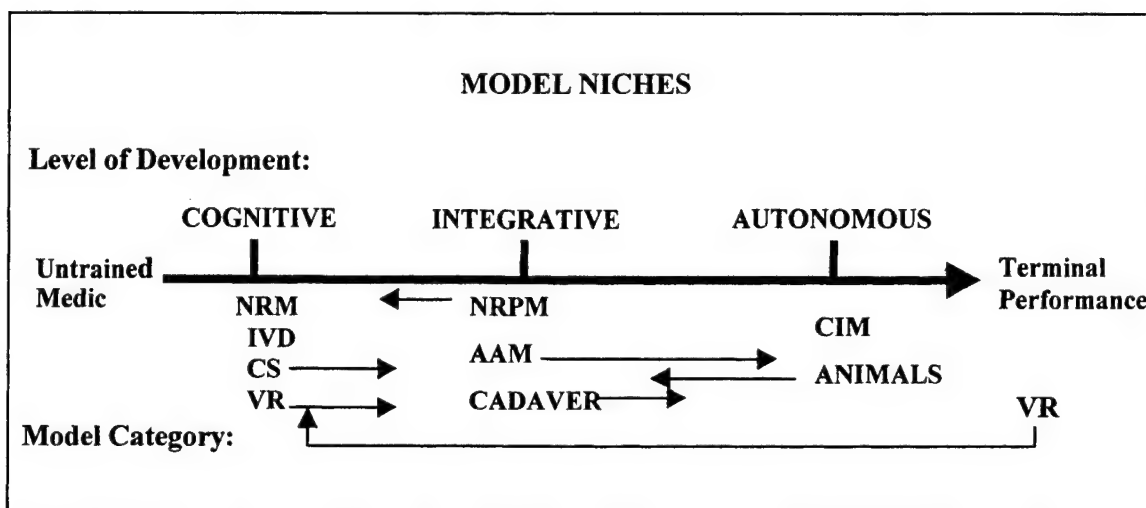 MODEL NICHES
Level of Development:
COGNITIVE INTEGRATIVE AUTONOMOUS
Untrained Medic
Terminal Performance
NRM NRPM
IVD CIM
CS AAM
ANIMALS
VR CADAVER VR
Model Category: